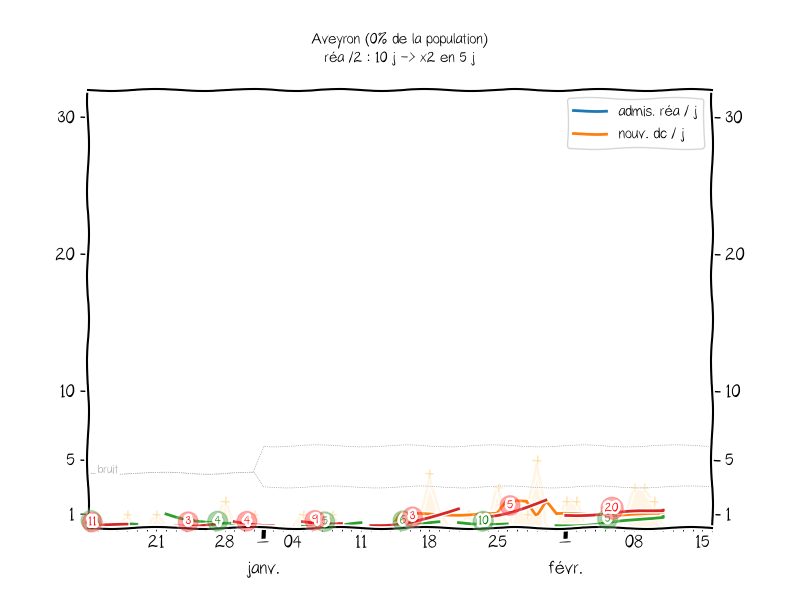 Aveyron (0% de la population)
réa /2 : 10 j -> x2 en 5 j
admis. réa / j
nouv. dc / j
30 30
20 20
10 10
5 5
bruit
1 1
11 3 4 4 9 5 6 3 10 5 20
21 28 04 11 18 25 08 15
janv. févr.